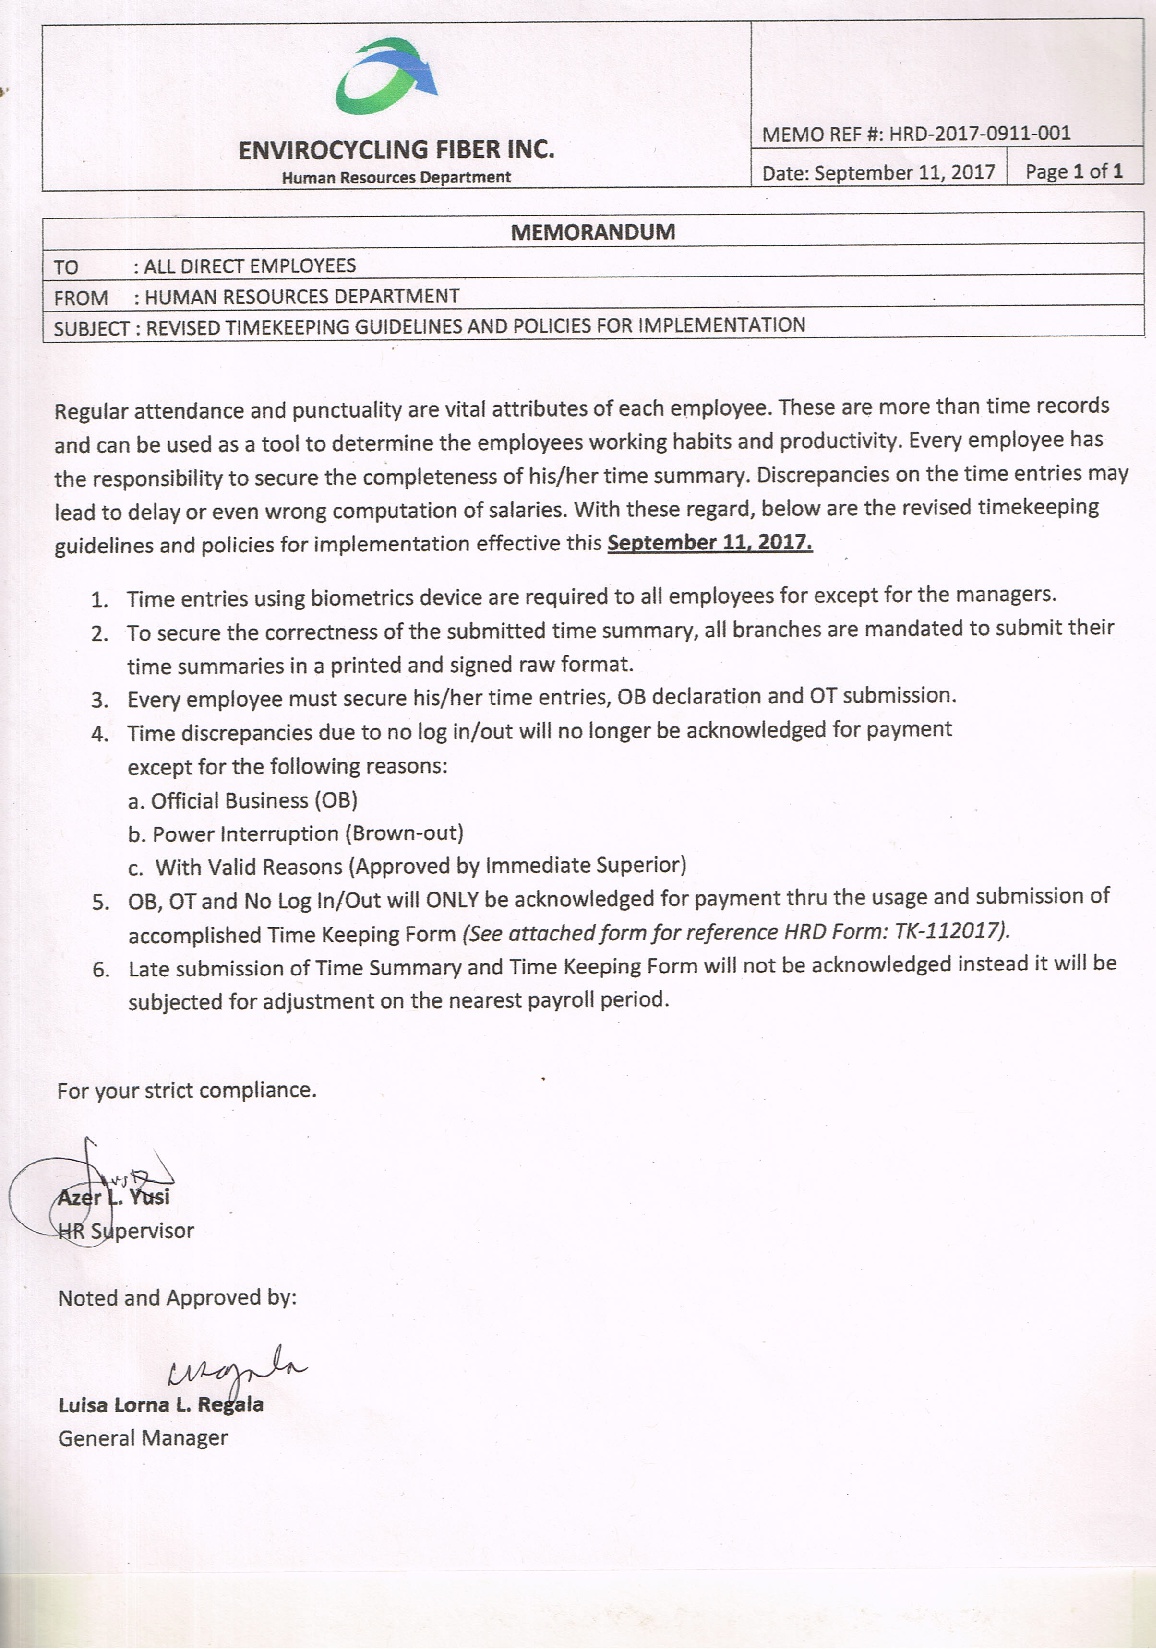 ENVIROCYCLING FIBER INC.
Human Resources Department
MEMO REF #: HRD-2017-0911-001
Date: September 11, 2017
Page 1 of 1
MEMORANDUM
TO : ALL DIRECT EMPLOYEES
FROM : HUMAN RESOURCES DEPARTMENT
SUBJECT : REVISED TIMEKEEPING GUIDELINES AND POLICIES FOR IMPLEMENTATION
Regular attendance and punctuality are vital attributes of each employee. These are more than time records
and can be used as a tool to determine the employees working habits and productivity. Every employee has
the responsibility to secure the completeness of his/her time summary. Discrepancies on the time entries may
lead to delay or even wrong computation of salaries. With these regard, below are the revised timekeeping
guidelines and policies for implementation effective this September 11, 2017.
1. Time entries using biometrics device are required to all employees for except for the managers.
2. To secure the correctness of the submitted time summary, all branches are mandated to submit their
time summaries in a printed and signed raw format.
3. Every employee must secure his/her time entries, OB declaration and OT submission.
4. Time discrepancies due to no log in/out will no longer be acknowledged for payment
except for the following reasons:
a. Official Business (OB)
b. Power Interruption (Brown-out)
c. With Valid Reasons (Approved by Immediate Superior)
5. OB, OT and No Log In/Out will ONLY be acknowledged for payment thru the usage and submission of
accomplished Time Keeping Form (See attached form for reference HRD Form: TK-112017).
6. Late submission of Time Summary and Time Keeping Form will not be acknowledged instead it will be
subjected for adjustment on the nearest payroll period.
For your strict compliance.
Azer L. Yusi
HR Supervisor
Noted and Approved by:
Luisa Lorna L. Regala
General Manager